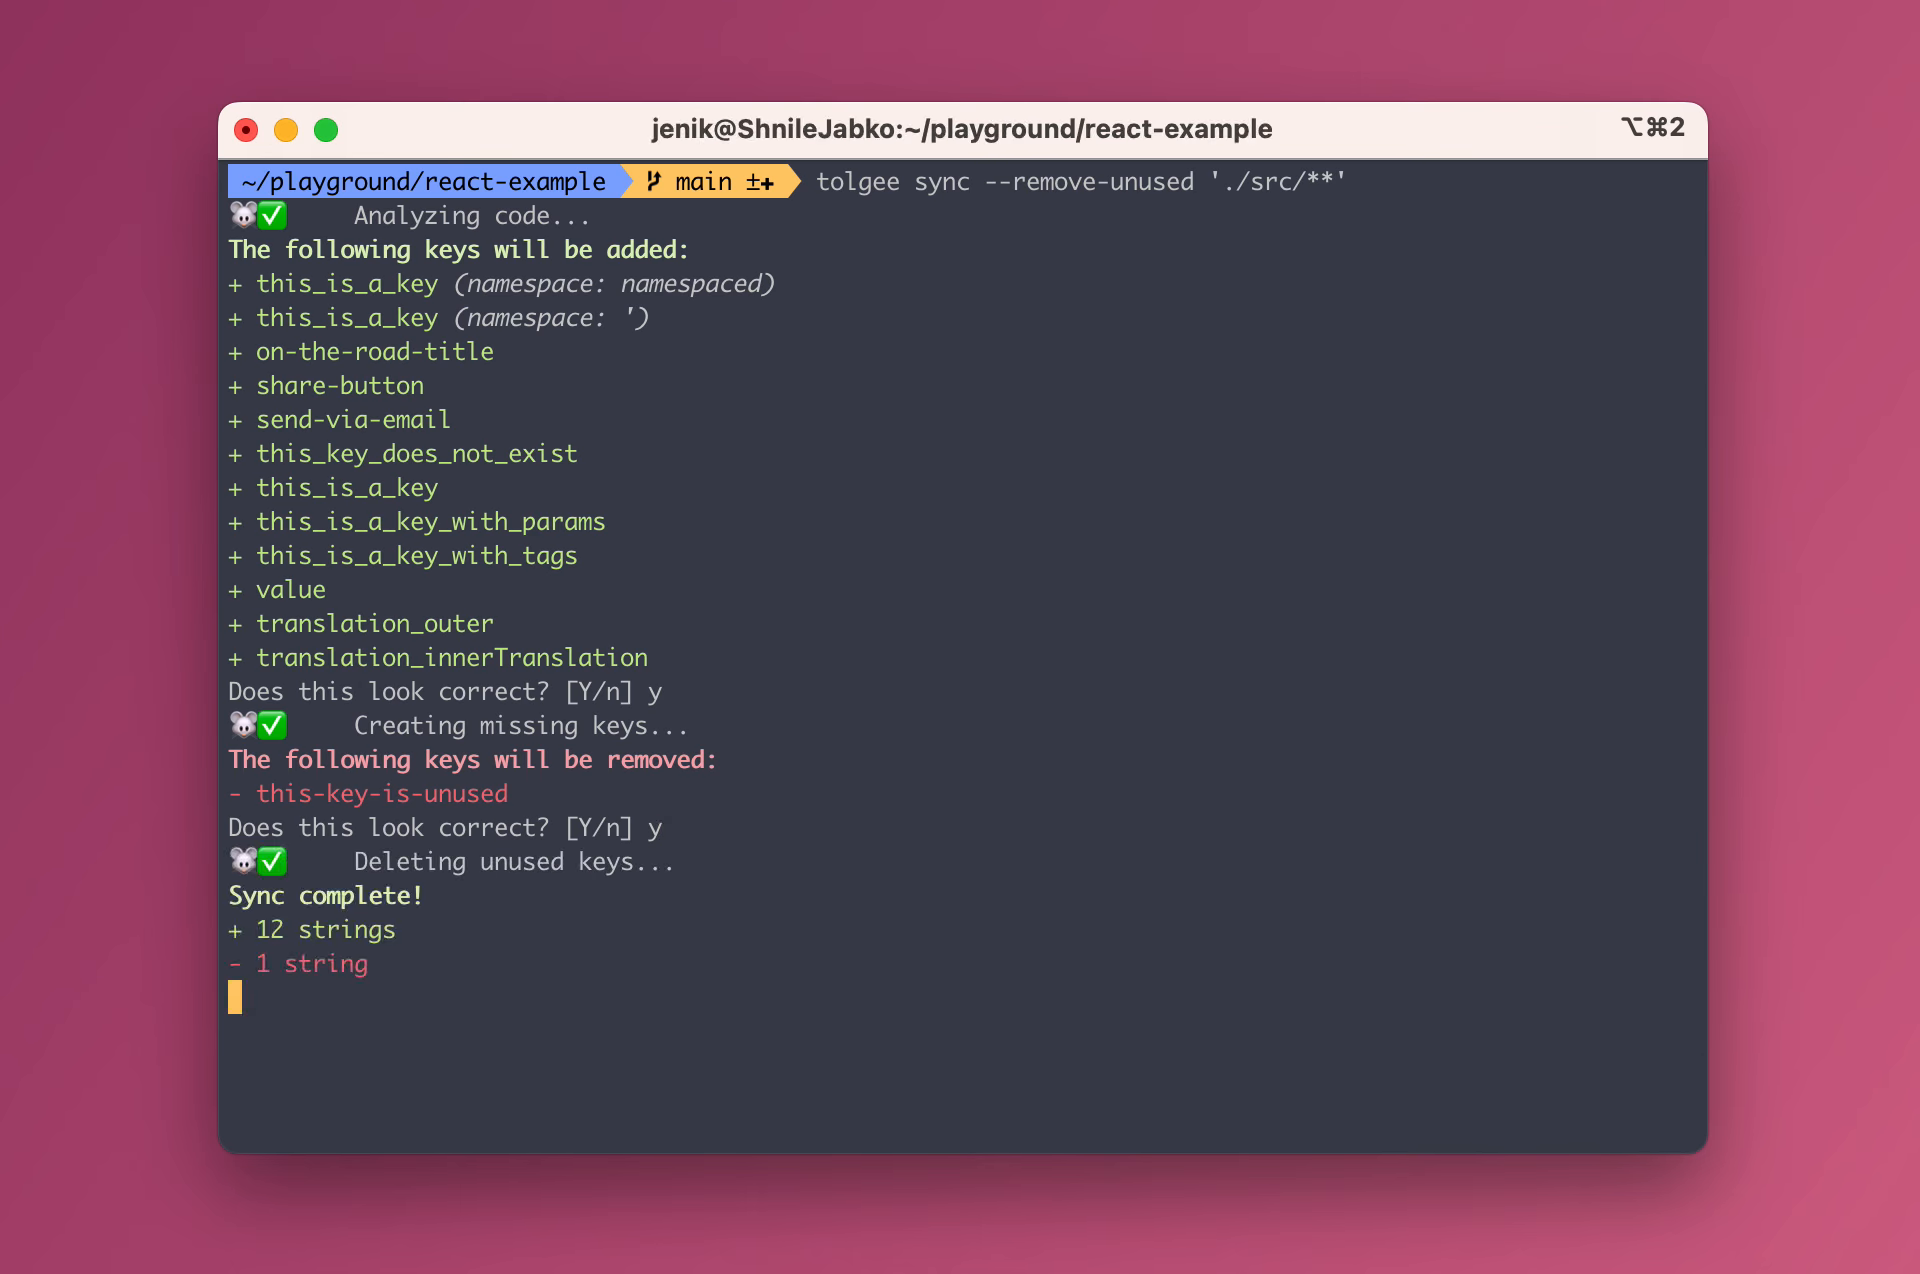 jenik@ShnileJabko:~/playground/react-example ⌥⌘2
~/playground/react-example main ±✚ tolgee sync --remove-unused './src/**'
🐭✅ Analyzing code...
The following keys will be added:
+ this_is_a_key (namespace: namespaced)
+ this_is_a_key (namespace: ')
+ on-the-road-title
+ share-button
+ send-via-email
+ this_key_does_not_exist
+ this_is_a_key
+ this_is_a_key_with_params
+ this_is_a_key_with_tags
+ value
+ translation_outer
+ translation_innerTranslation
Does this look correct? [Y/n] y
🐭✅ Creating missing keys...
The following keys will be removed:
- this-key-is-unused
Does this look correct? [Y/n] y
🐭✅ Deleting unused keys...
Sync complete!
+ 12 strings
- 1 string